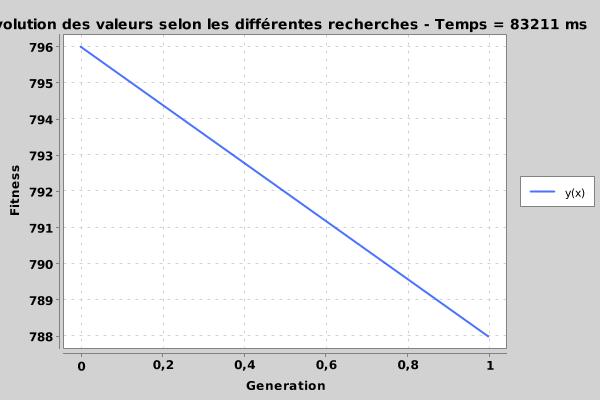 volution des valeurs selon les différentes recherches - Temps = 83211 ms
796
795
794
793
792
791
790
789
788
Fitness
0 0,2 0,4 0,6 0,8 1
Generation
y(x)